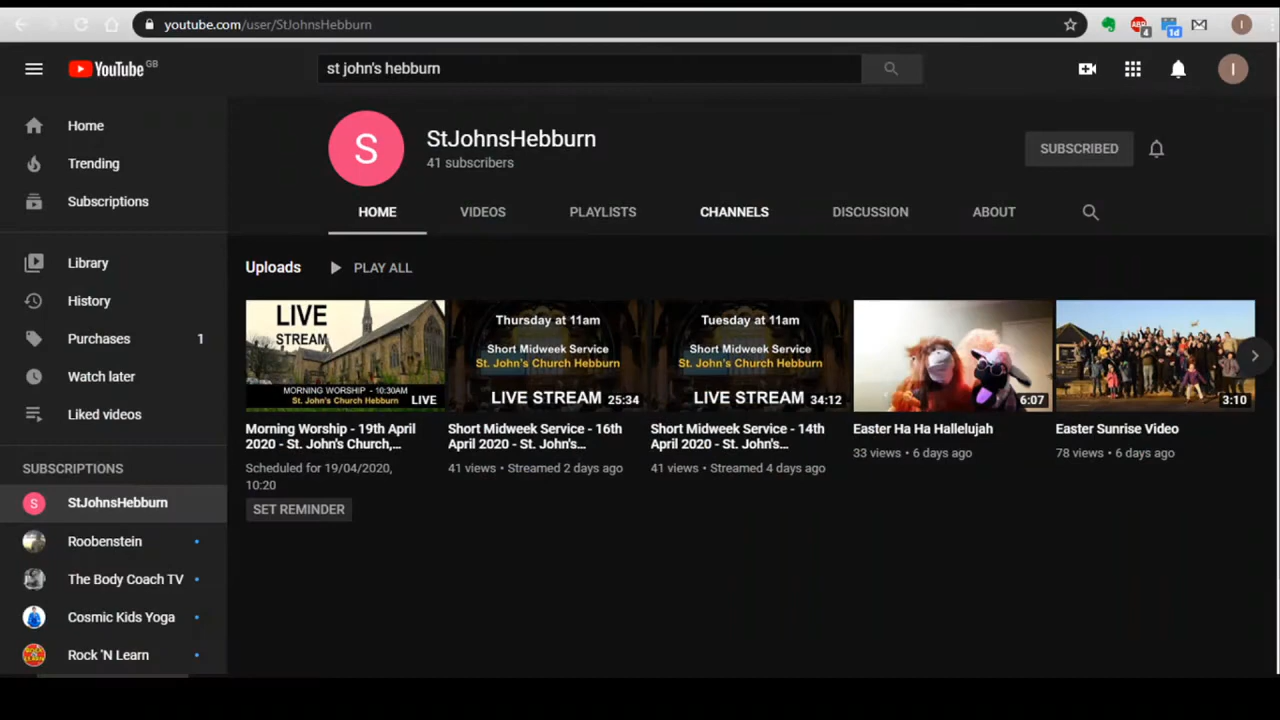 youtube.com/user/StJohnsHebburn
4
1d
I
YouTube GB
st john's hebburn
I
Home
Trending
Subscriptions
Library
History
Purchases 1
Watch later
Liked videos
SUBSCRIPTIONS
StJohnsHebburn
Roobenstein
The Body Coach TV
Cosmic Kids Yoga
Rock 'N Learn
S
StJohnsHebburn
41 subscribers
SUBSCRIBED
HOME VIDEOS PLAYLISTS CHANNELS DISCUSSION ABOUT
Uploads PLAY ALL
LIVE
STREAM
MORNING WORSHIP - 10:30AM
St. John's Church Hebburn
LIVE
Morning Worship - 19th April
2020 - St. John's Church,...
Scheduled for 19/04/2020,
10:20
SET REMINDER
Thursday at 11am
Short Midweek Service
St. John's Church Hebburn
LIVE STREAM 25:34
Short Midweek Service - 16th
April 2020 - St. John's...
41 views • Streamed 2 days ago
Tuesday at 11am
Short Midweek Service
St. John's Church Hebburn
LIVE STREAM 34:12
Short Midweek Service - 14th
April 2020 - St. John's...
41 views • Streamed 4 days ago
6:07
Easter Ha Ha Hallelujah
33 views • 6 days ago
3:10
Easter Sunrise Video
78 views • 6 days ago